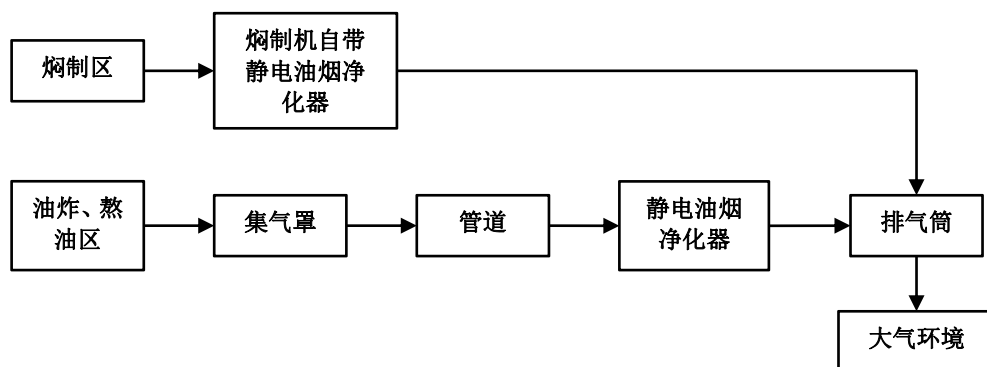 焖制区
焖制机自带
静电油烟净
化器
油炸、熬
油区
集气罩
管道
静电油烟
净化器
排气筒
大气环境